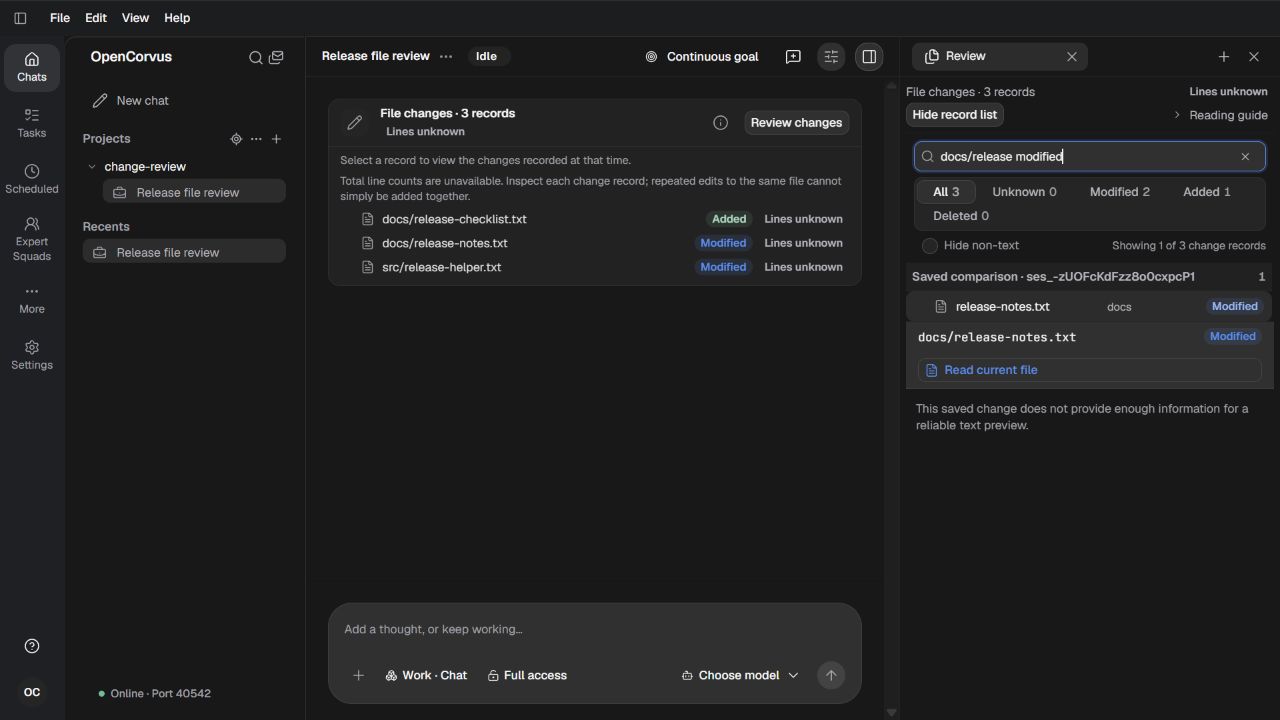 File Edit View Help
Chats
Tasks
Scheduled
Expert
Squads
More
Settings
OC
OpenCorvus
New chat
Projects
change-review
Release file review
Recents
Release file review
Online · Port 40542
Release file review ··· Idle
Continuous goal
File changes · 3 records
Lines unknown
Review changes
Select a record to view the changes recorded at that time.
Total line counts are unavailable. Inspect each change record; repeated edits to the same file cannot
simply be added together.
docs/release-checklist.txt Added Lines unknown
docs/release-notes.txt Modified Lines unknown
src/release-helper.txt Modified Lines unknown
Add a thought, or keep working...
Work · Chat Full access Choose model
Review
File changes · 3 records Lines unknown
Hide record list Reading guide
docs/release modified
All 3 Unknown 0 Modified 2 Added 1
Deleted 0
Hide non-text Showing 1 of 3 change records
Saved comparison · ses_-zUOFcKdFzz8o0cxpcP1 1
release-notes.txt docs Modified
docs/release-notes.txt Modified
Read current file
This saved change does not provide enough information for a
reliable text preview.